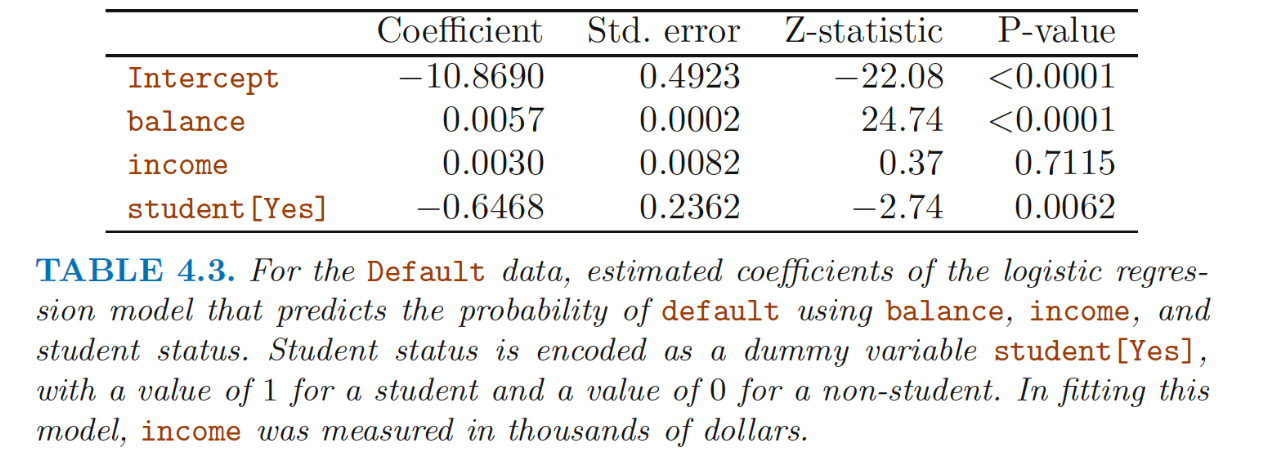 Coefficient Std. error Z-statistic P-value
Intercept −10.8690 0.4923 −22.08 <0.0001
balance 0.0057 0.0002 24.74 <0.0001
income 0.0030 0.0082 0.37 0.7115
student[Yes] −0.6468 0.2362 −2.74 0.0062
TABLE 4.3. For the Default data, estimated coefficients of the logistic regres-
sion model that predicts the probability of default using balance, income, and
student status. Student status is encoded as a dummy variable student[Yes],
with a value of 1 for a student and a value of 0 for a non-student. In fitting this
model, income was measured in thousands of dollars.